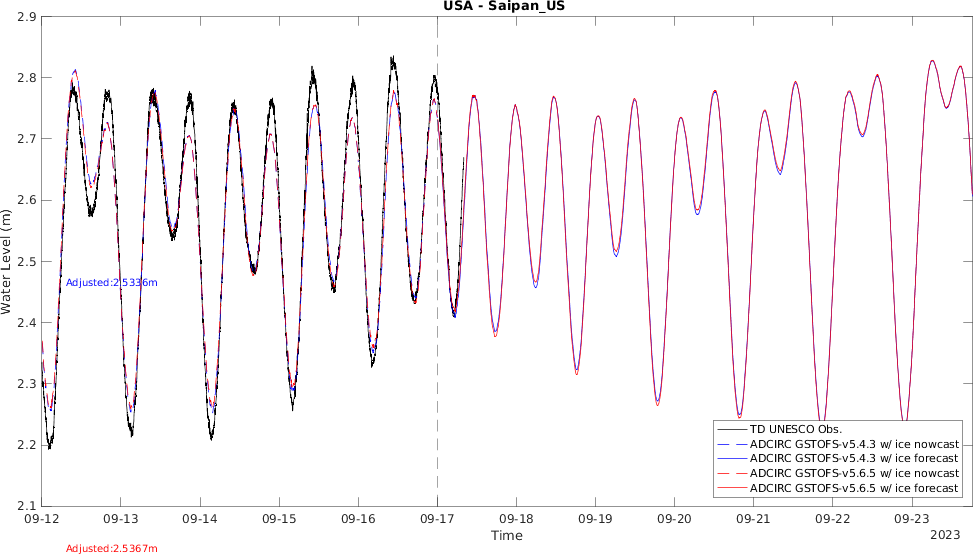 USA - Saipan_US
2.9
2.8
2.7
2.6
2.5
2.4
2.3
2.2
2.1
Water Level (m)
Adjusted:2.5336m
TD UNESCO Obs.
ADCIRC GSTOFS-v5.4.3 w/ ice nowcast
ADCIRC GSTOFS-v5.4.3 w/ ice forecast
ADCIRC GSTOFS-v5.6.5 w/ ice nowcast
ADCIRC GSTOFS-v5.6.5 w/ ice forecast
09-12 09-13 09-14 09-15 09-16 09-17 09-18 09-19 09-20 09-21 09-22 09-23
Time
2023
Adjusted:2.5367m